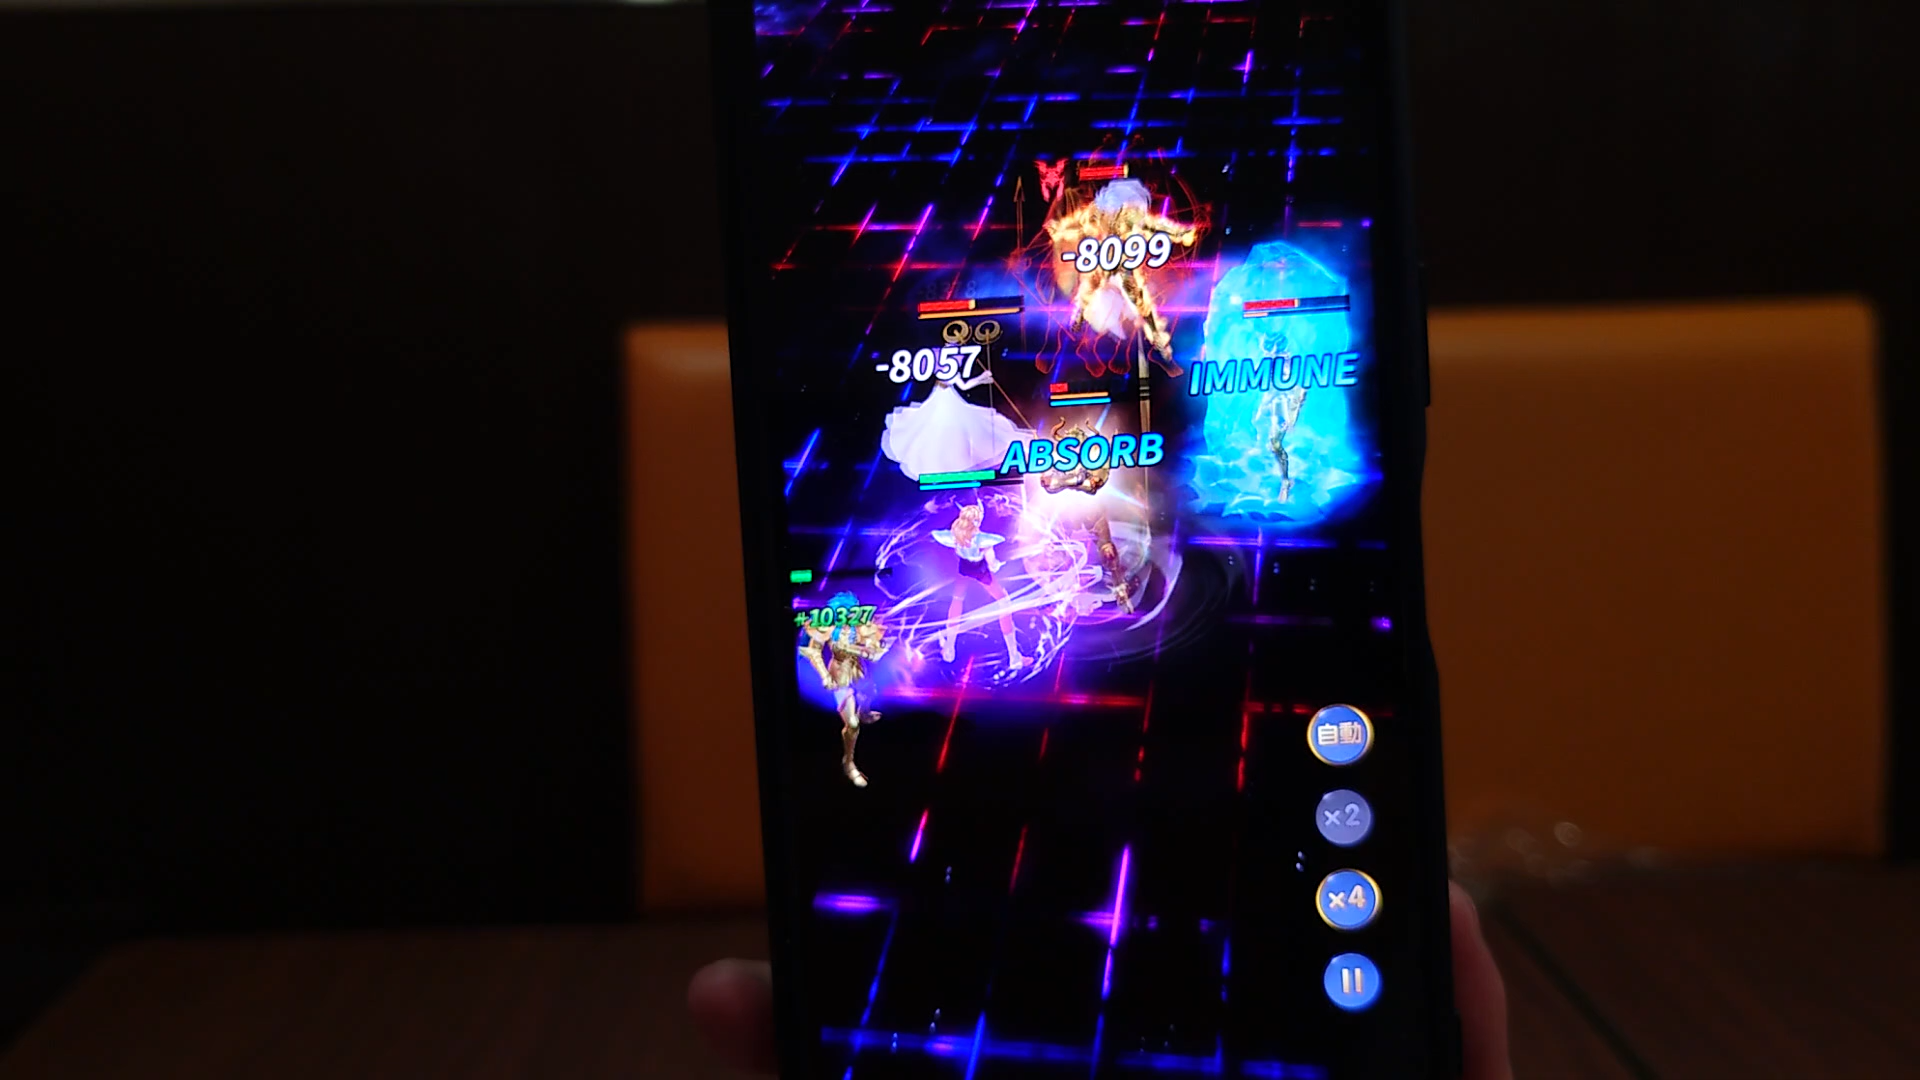 -8099
-8057
IMMUNE
ABSORB
+10327
自動
×2
×4